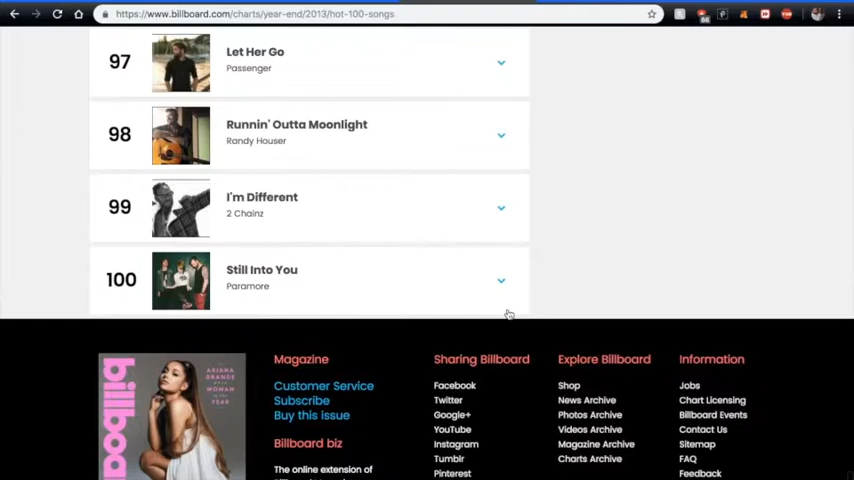 https://www.billboard.com/charts/year-end/2013/hot-100-songs
97
Let Her Go
Passenger
98
Runnin' Outta Moonlight
Randy Houser
99
I'm Different
2 Chainz
100
Still Into You
Paramore
billboa
ARIANA
GRANDE
WOMAN
YEAR
Magazine
Customer Service
Subscribe
Buy this issue
Billboard biz
The online extension of
Sharing Billboard
Facebook
Twitter
Google+
YouTube
Instagram
Tumblr
Pinterest
Explore Billboard
Shop
News Archive
Photos Archive
Videos Archive
Magazine Archive
Charts Archive
Information
Jobs
Chart Licensing
Billboard Events
Contact Us
Sitemap
FAQ
Feedback